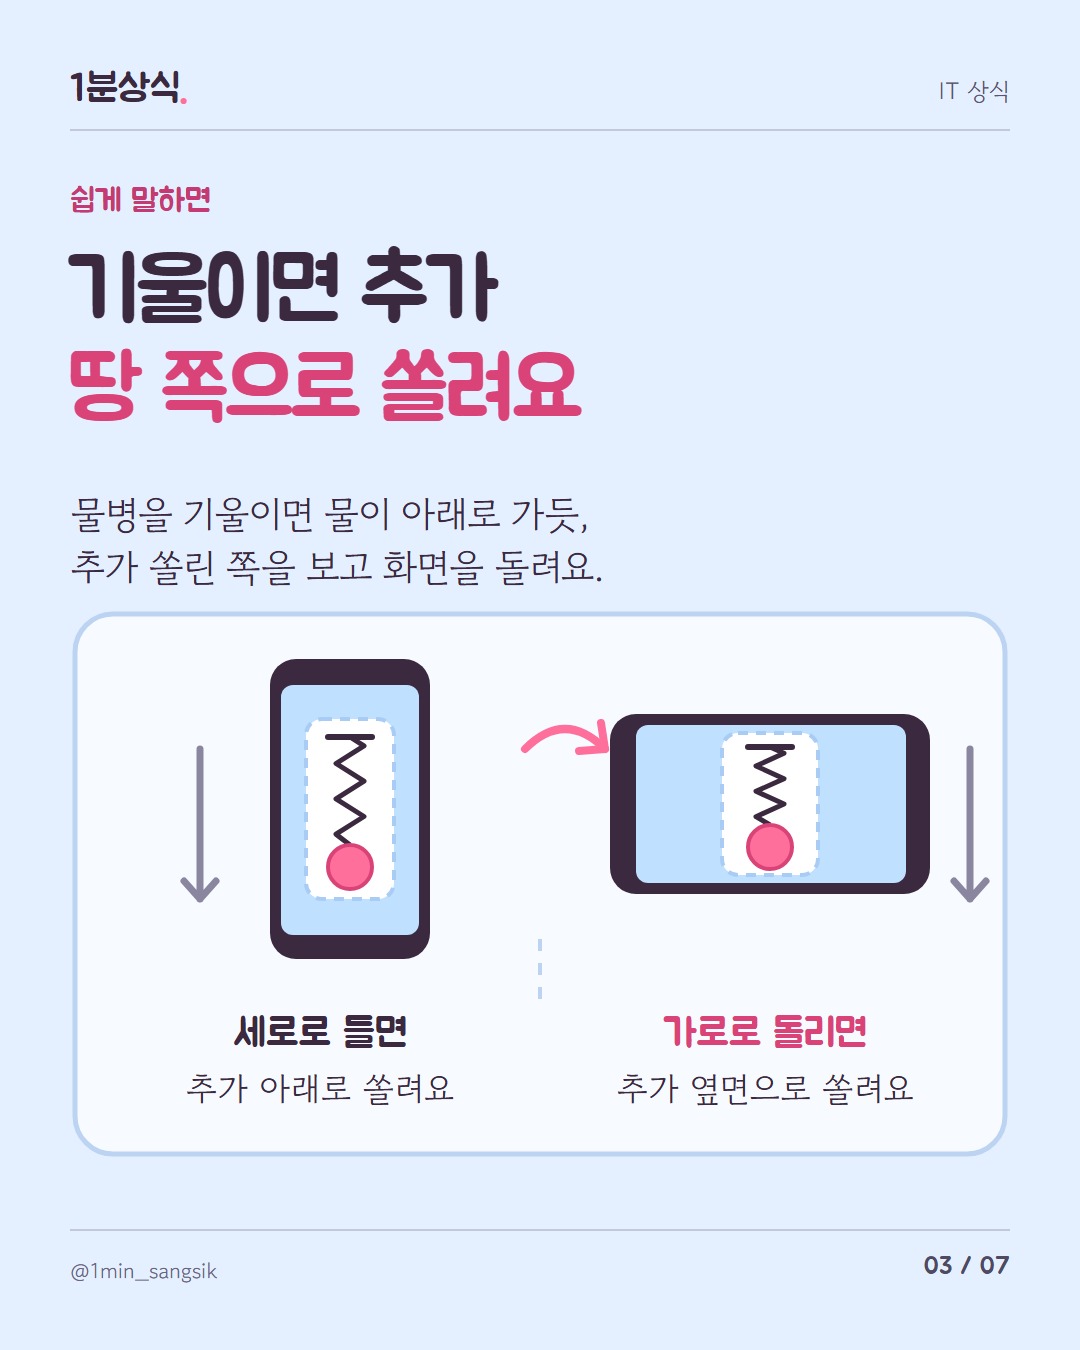 1분상식.
IT 상식
쉽게 말하면
기울이면 추가
땅 쪽으로 쏠려요
물병을 기울이면 물이 아래로 가듯,
추가 쏠린 쪽을 보고 화면을 돌려요.
세로로 들면
추가 아래로 쏠려요
가로로 돌리면
추가 옆면으로 쏠려요
@1min_sangsik
03 / 07